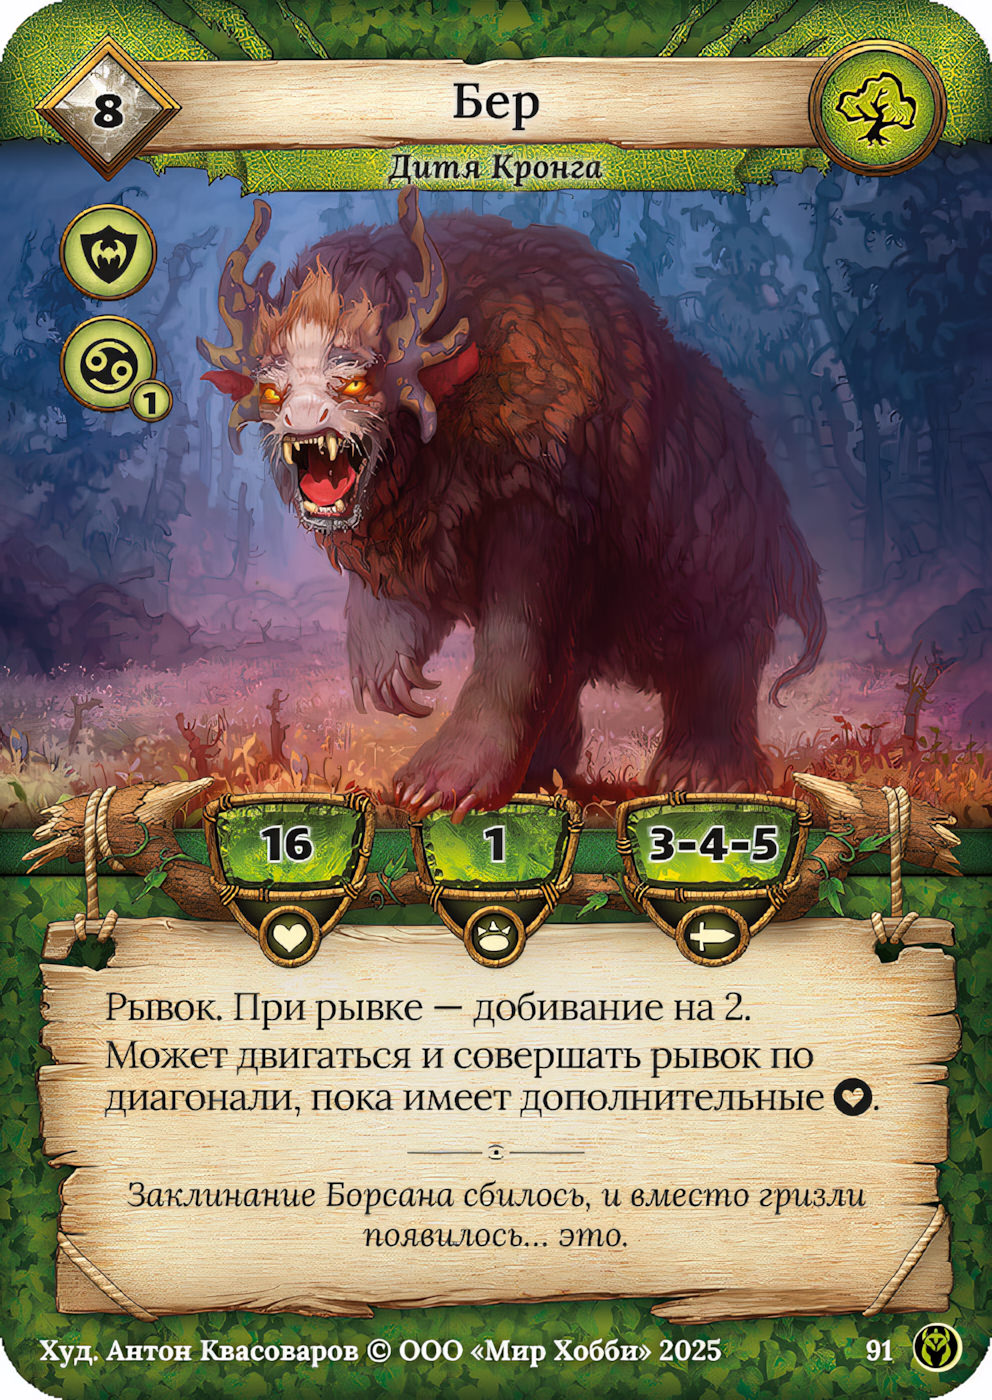 8
Бер
Дитя Кронга
1
16
1
3-4-5
Рывок. При рывке — добивание на 2.
Может двигаться и совершать рывок по
диагонали, пока имеет дополнительные .
Заклинание Борсана сбилось, и вместо гризли
появилось... это.
Худ. Антон Квасоваров © ООО «Мир Хобби» 2025
91